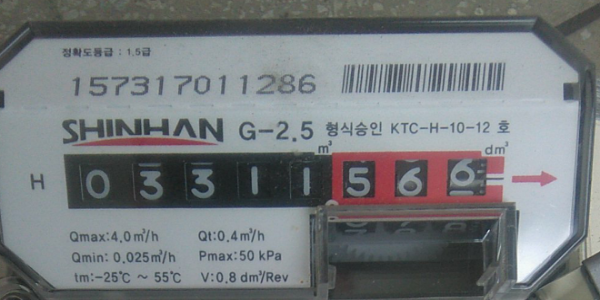 정확도등급 : 1.5급
157317011286
SHINHAN G-2.5 형식승인 KTC-H-10-12 호
m³ dm³
H 0 3 3 1 1 5 6 6
Qmax:4.0㎥/h Qt:0.4㎥/h
Qmin: 0.025㎥/h Pmax:50 kPa
tm:-25℃ ~ 55℃ V:0.8 dm³/Rev